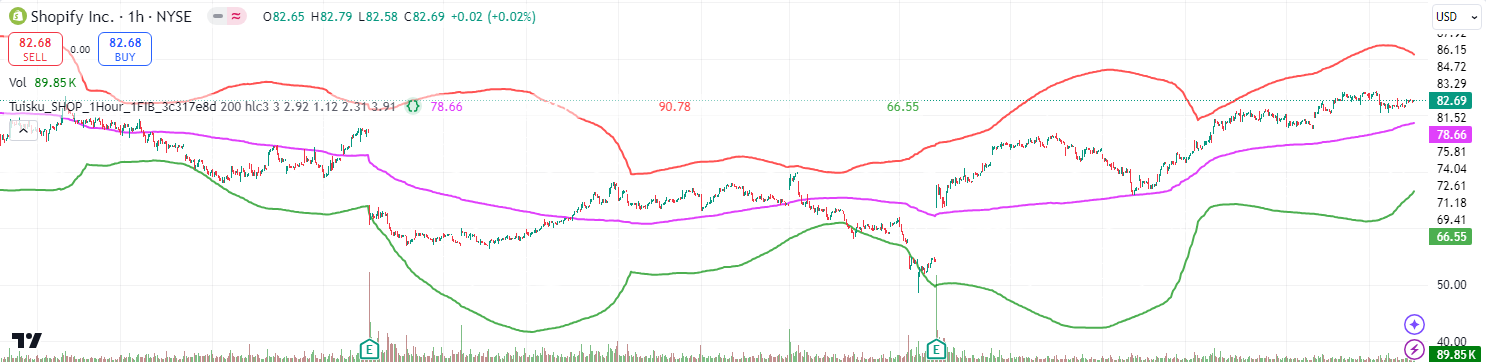 Shopify Inc. · 1h · NYSE O82.65 H82.79 L82.58 C82.69 +0.02 (+0.02%)
USD
82.68 SELL 0.00 82.68 BUY
Vol 89.85 K
Tuisku_SHOP_1Hour_1FIB_3c317e8d 200 hlc3 3 2.92 1.12 2.31 3.91 {} 78.66 90.78 66.55
86.15
84.72
83.29
82.69
81.52
78.66
75.81
74.04
72.61
71.18
69.41
66.55
50.00
40.00
89.85 K
E E